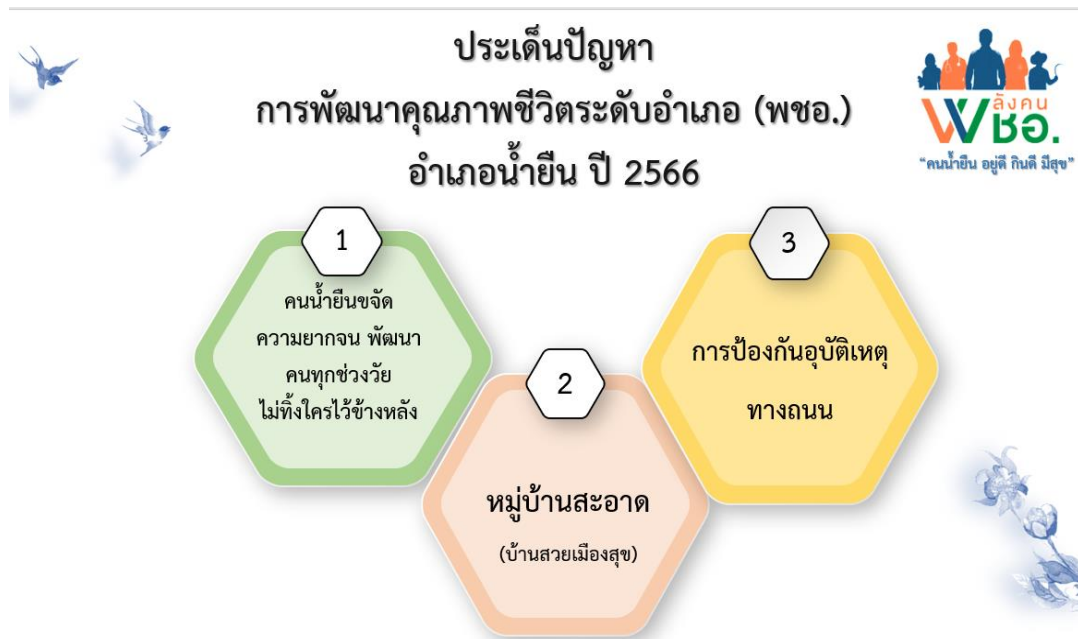 ประเด็นปัญหา
การพัฒนาคุณภาพชีวิตระดับอำเภอ (พชอ.)
อำเภอน้ำยืน ปี 2566
พลังคน
พชอ.
“คนน้ำยืน อยู่ดี กินดี มีสุข”
1
คนน้ำยืนขจัด
ความยากจน พัฒนา
คนทุกช่วงวัย
ไม่ทิ้งใครไว้ข้างหลัง
2
หมู่บ้านสะอาด
(บ้านสวยเมืองสุข)
3
การป้องกันอุบัติเหตุ
ทางถนน